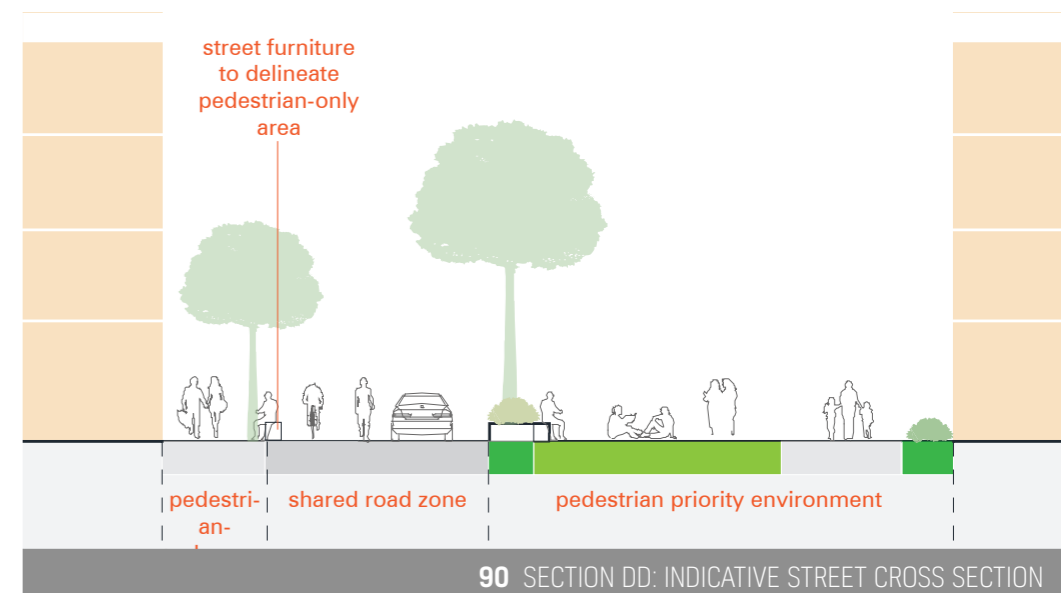 street furniture
to delineate
pedestrian-only
area
pedestri-
an-
shared road zone
pedestrian priority environment
90 SECTION DD: INDICATIVE STREET CROSS SECTION